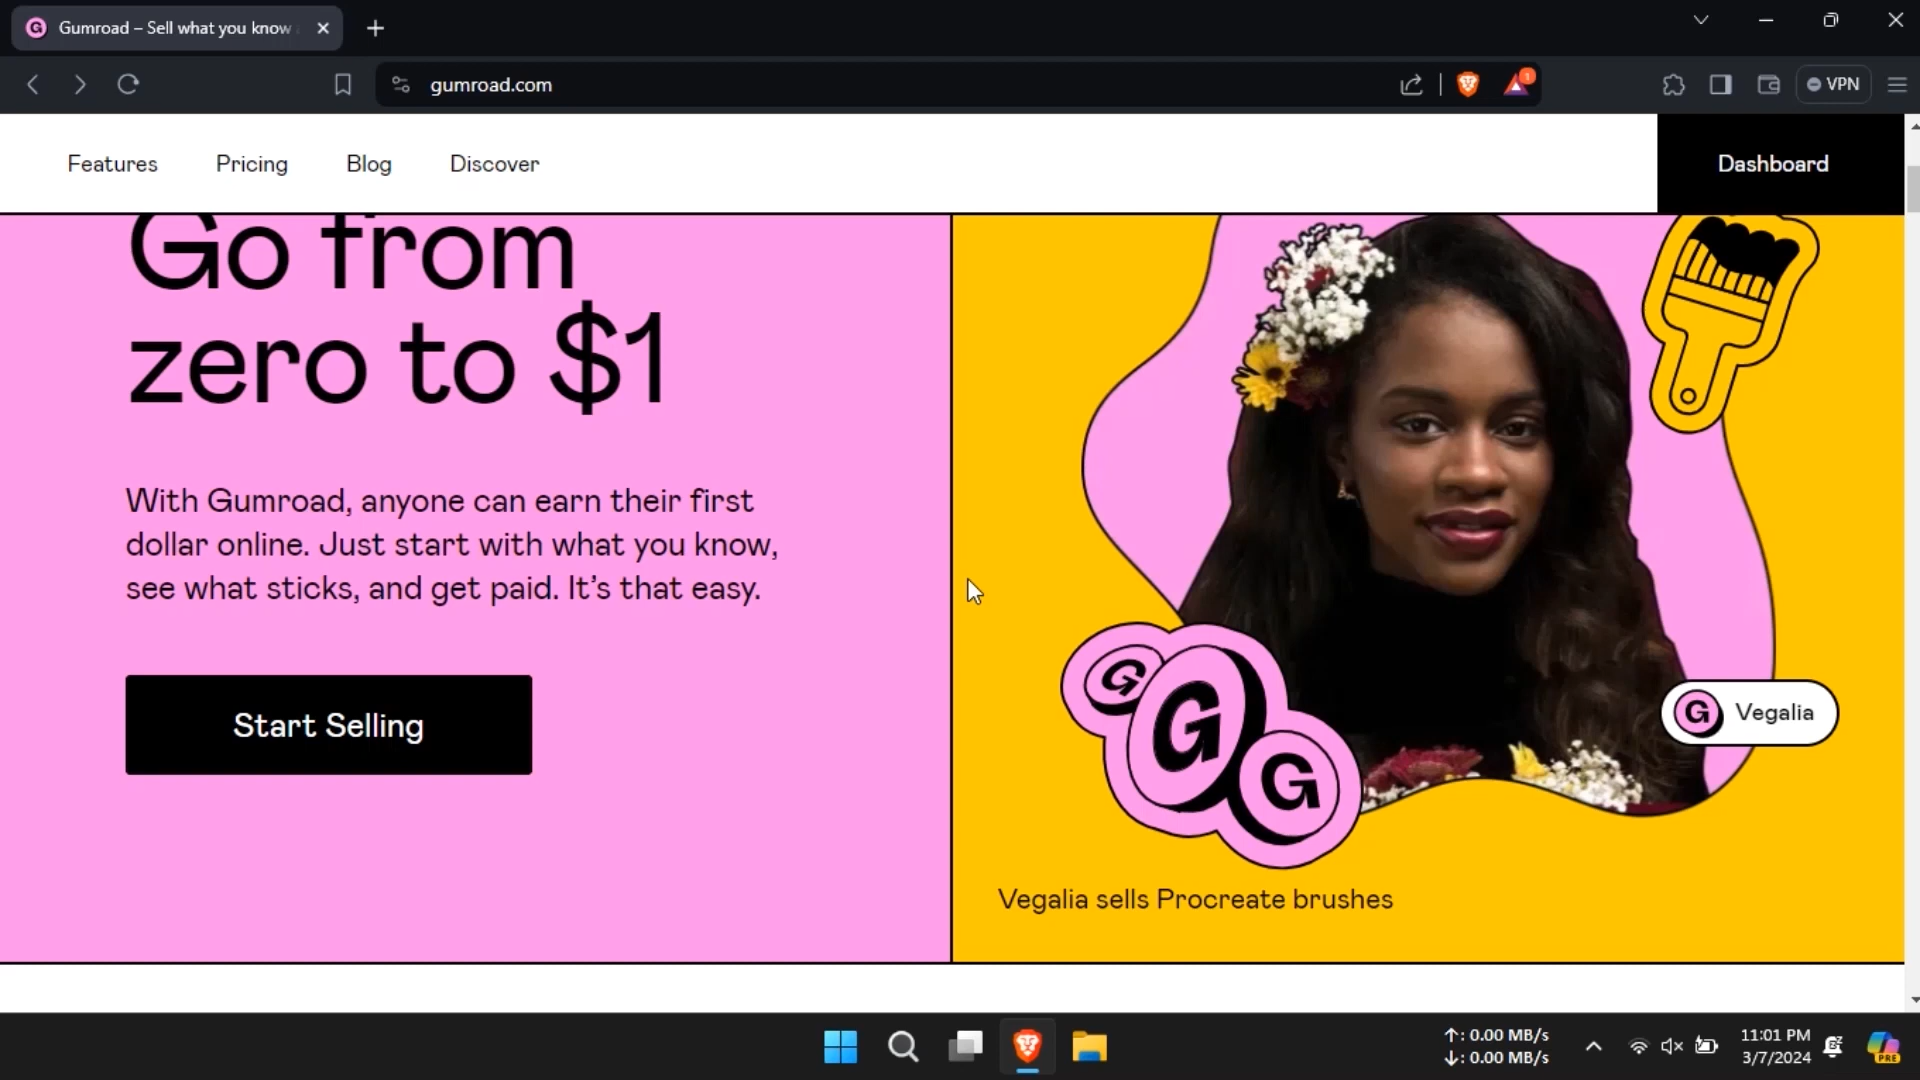 Gumroad – Sell what you know
gumroad.com
1
VPN
Features
Pricing
Blog
Discover
Dashboard
Go from
zero to $1
With Gumroad, anyone can earn their first
dollar online. Just start with what you know,
see what sticks, and get paid. It's that easy.
Start Selling
G
G
G
G Vegalia
Vegalia sells Procreate brushes
↑: 0.00 MB/s
↓: 0.00 MB/s
11:01 PM
3/7/2024
PRE